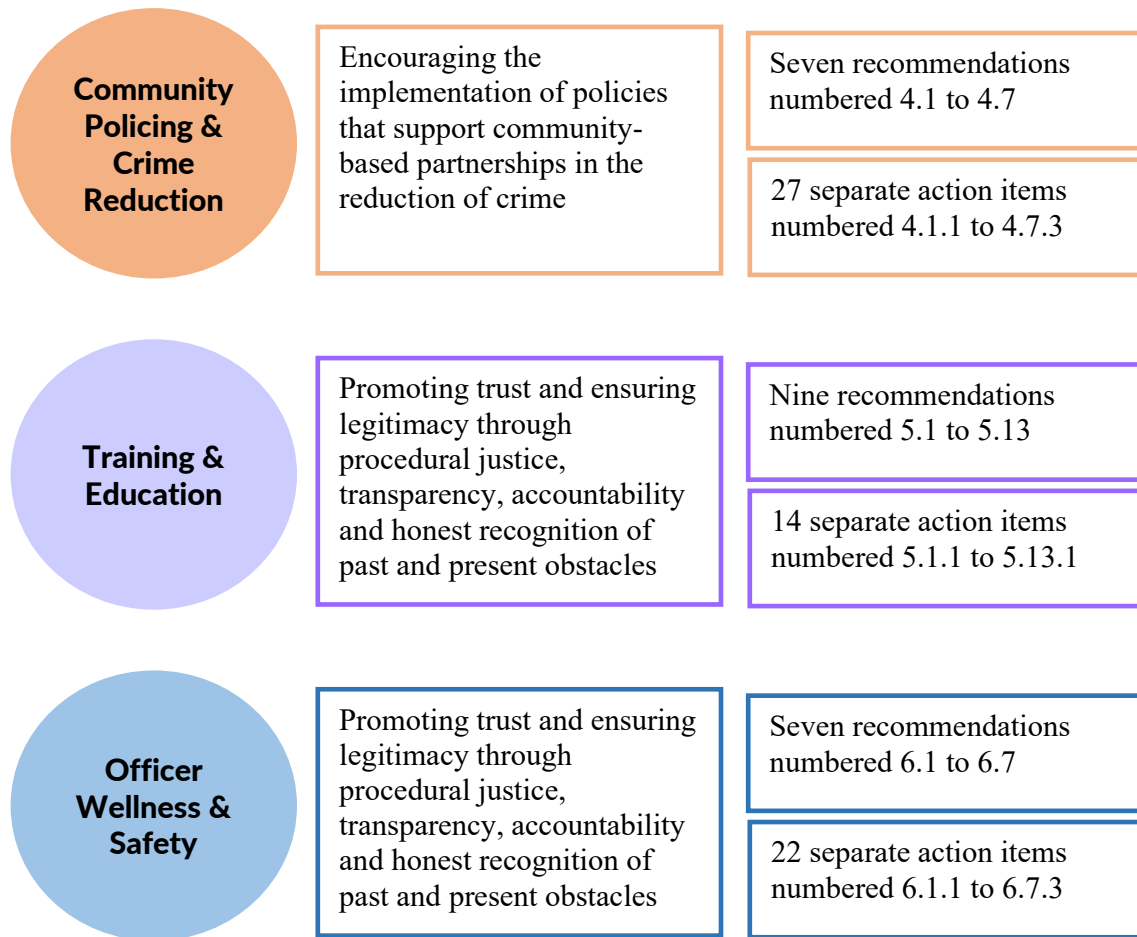 Community
Policing &
Crime
Reduction
Encouraging the
implementation of policies
that support community-
based partnerships in the
reduction of crime
Seven recommendations
numbered 4.1 to 4.7
27 separate action items
numbered 4.1.1 to 4.7.3
Training &
Education
Promoting trust and ensuring
legitimacy through
procedural justice,
transparency, accountability
and honest recognition of
past and present obstacles
Nine recommendations
numbered 5.1 to 5.13
14 separate action items
numbered 5.1.1 to 5.13.1
Officer
Wellness &
Safety
Promoting trust and ensuring
legitimacy through
procedural justice,
transparency, accountability
and honest recognition of
past and present obstacles
Seven recommendations
numbered 6.1 to 6.7
22 separate action items
numbered 6.1.1 to 6.7.3